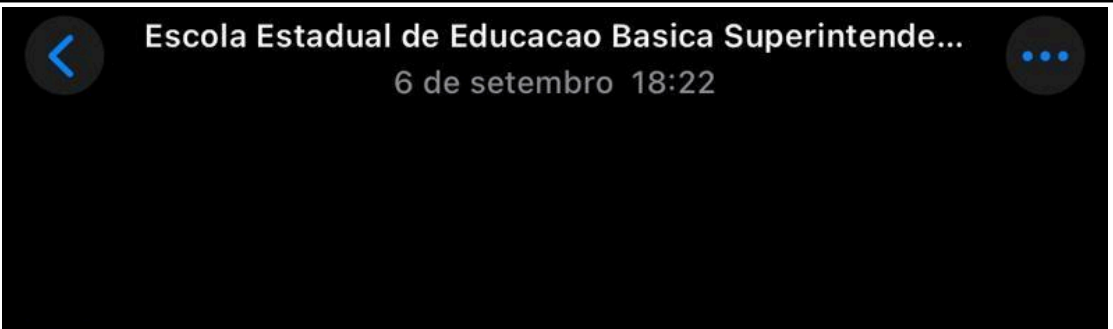 Escola Estadual de Educacao Basica Superintende...
6 de setembro 18:22